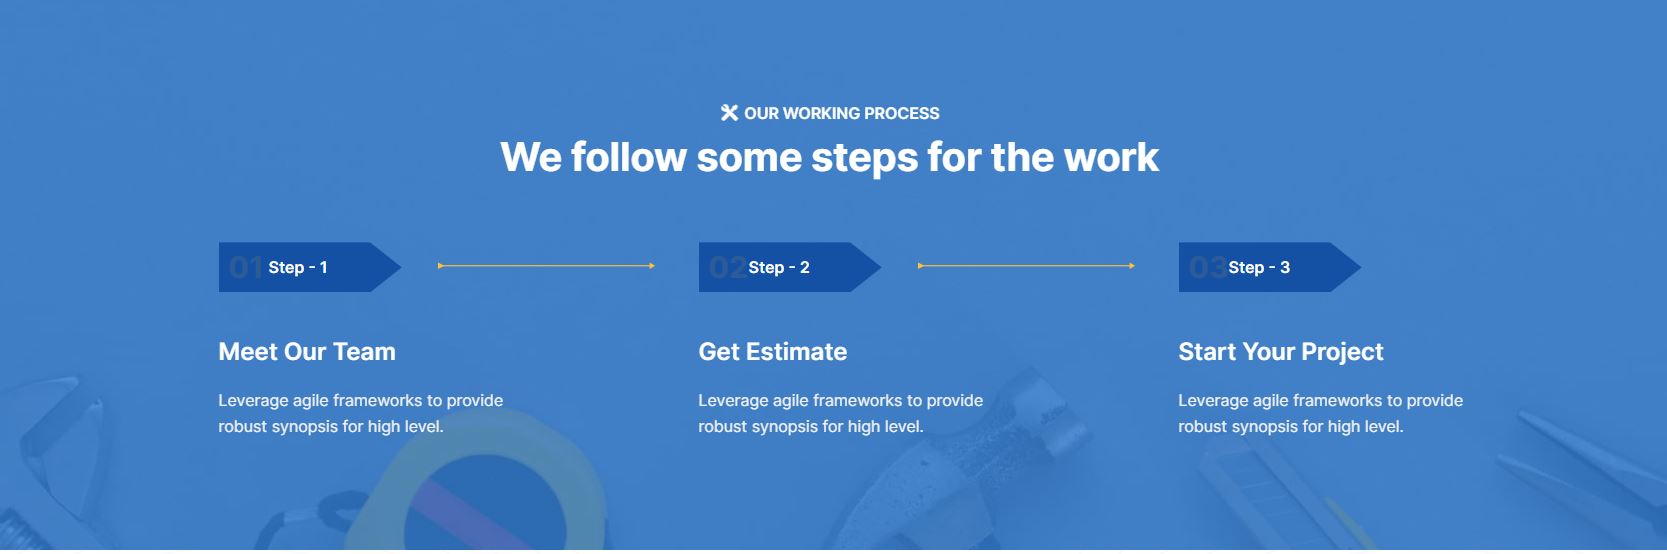 OUR WORKING PROCESS
We follow some steps for the work
01 Step - 1
02 Step - 2
03 Step - 3
Meet Our Team
Get Estimate
Start Your Project
Leverage agile frameworks to provide
robust synopsis for high level.
Leverage agile frameworks to provide
robust synopsis for high level.
Leverage agile frameworks to provide
robust synopsis for high level.